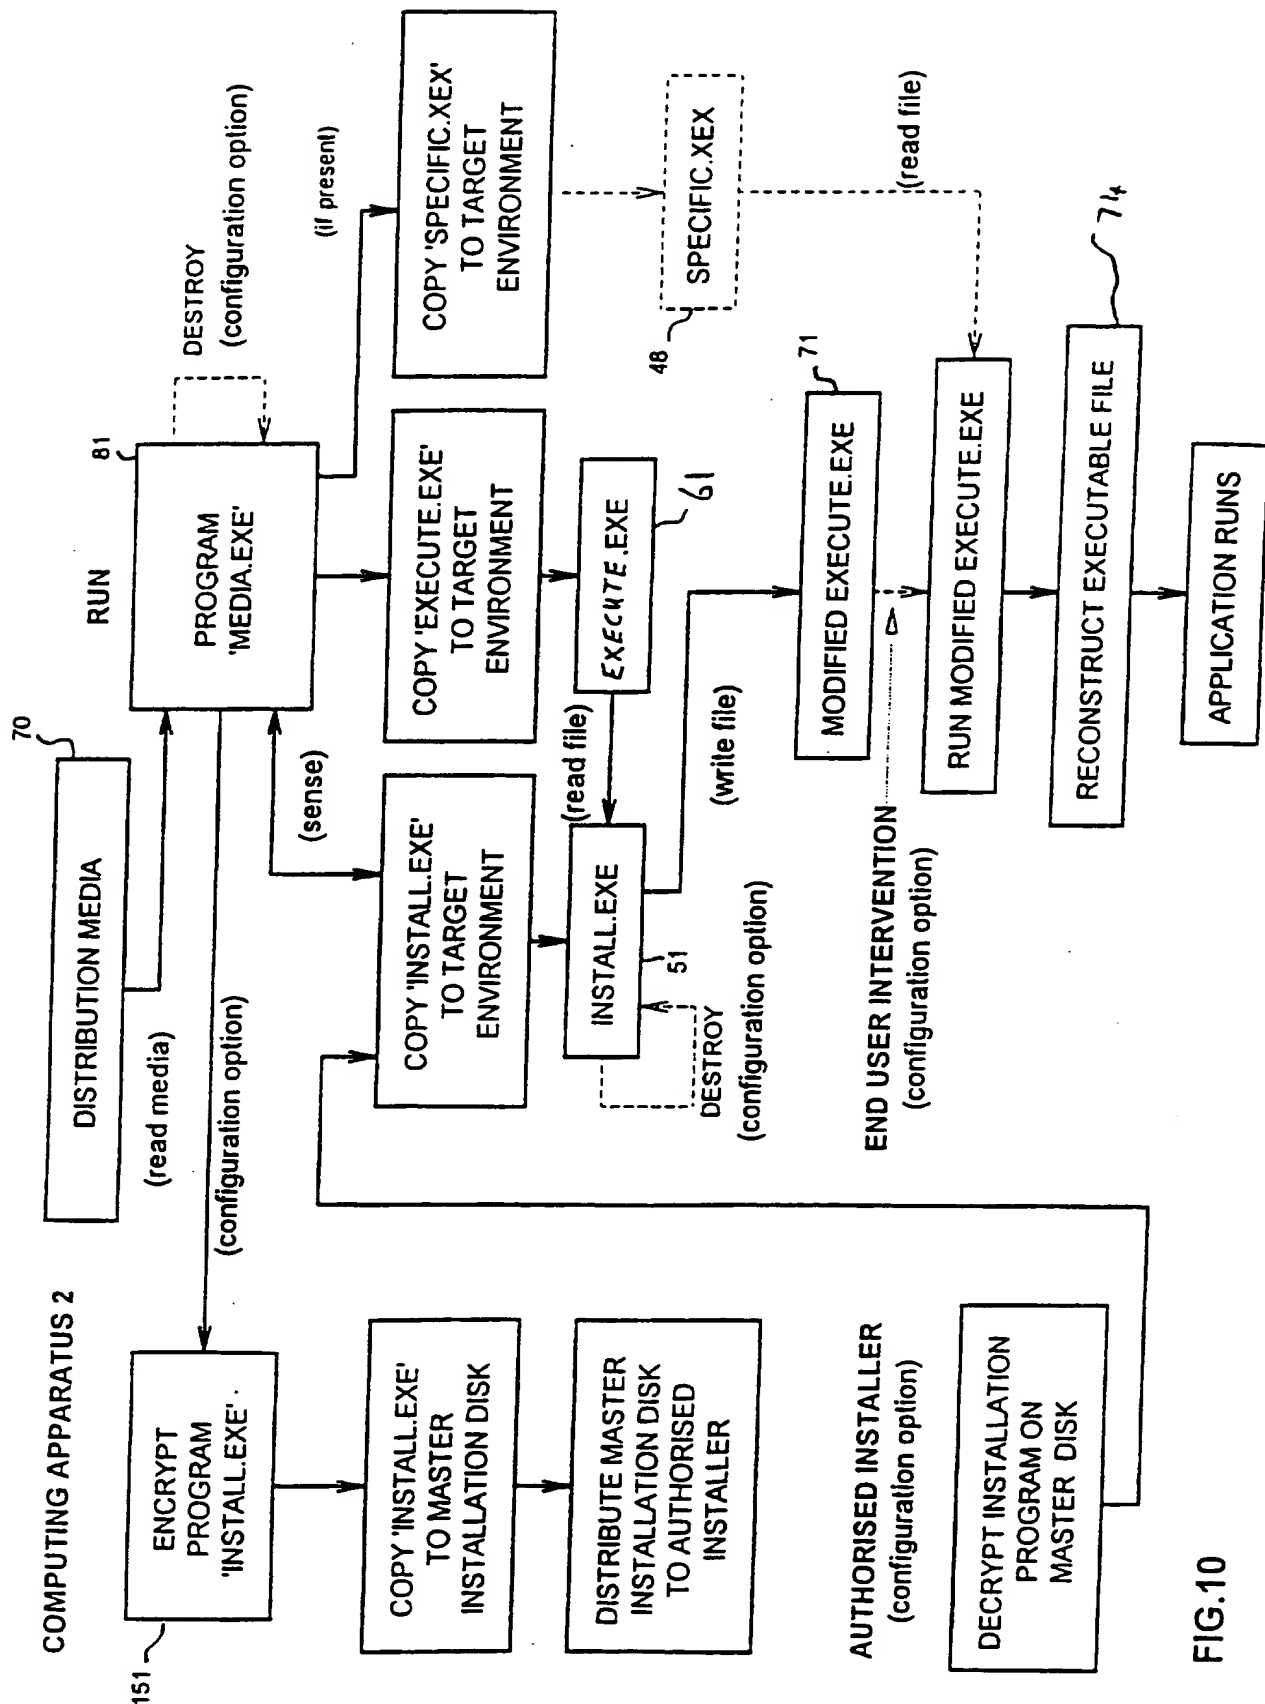 COMPUTING APPARATUS 2
70
DISTRIBUTION MEDIA
(read media)
(configuration option)
RUN
81
PROGRAM
'MEDIA.EXE'
DESTROY
(configuration option)
151
ENCRYPT
PROGRAM
'INSTALL.EXE'.
(sense)
(if present)
COPY 'INSTALL.EXE'
TO MASTER
INSTALLATION DISK
COPY 'INSTALL.EXE'
TO TARGET
ENVIRONMENT
COPY 'EXECUTE.EXE'
TO TARGET
ENVIRONMENT
COPY 'SPECIFIC.XEX'
TO TARGET
ENVIRONMENT
DISTRIBUTE MASTER
INSTALLATION DISK
TO AUTHORISED
INSTALLER
INSTALL.EXE
51
(read file)
EXECUTE.EXE
61
SPECIFIC.XEX
48
DESTROY
(configuration option)
(write file)
(read file)
AUTHORISED INSTALLER
(configuration option)
END USER INTERVENTION
(configuration option)
MODIFIED EXECUTE.EXE
71
DECRYPT INSTALLATION
PROGRAM ON
MASTER DISK
RUN MODIFIED EXECUTE.EXE
RECONSTRUCT EXECUTABLE FILE
74
APPLICATION RUNS
FIG.10